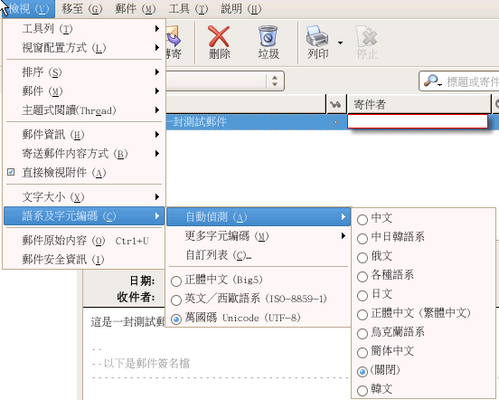 檢視 (V) 移至 (G) 郵件 (M) 工具 (T) 說明 (H)
工具列 (T)
視窗配置方式 (L)
排序 (S)
郵件 (M)
主題式閱讀(Thread)
郵件資訊 (H)
寄送郵件內容方式 (B)
直接檢視附件 (A)
文字大小 (X)
語系及字元編碼 (C)
郵件原始內容 (O) Ctrl+U
郵件安全資訊 (I)
轉寄 刪除 垃圾 列印 停止
標題或寄件
寄件者
一封測試郵件
自動偵測 (A)
更多字元編碼 (M)
自訂列表 (C)…
正體中文 (Big5)
英文／西歐語系 (ISO-8859-1)
萬國碼 Unicode (UTF-8)
中文
中日韓語系
俄文
各種語系
日文
正體中文 (繁體中文)
烏克蘭語系
簡体中文
(關閉)
韓文
日期:
收件者:
這是一封測試郵
--
--以下是郵件簽名檔